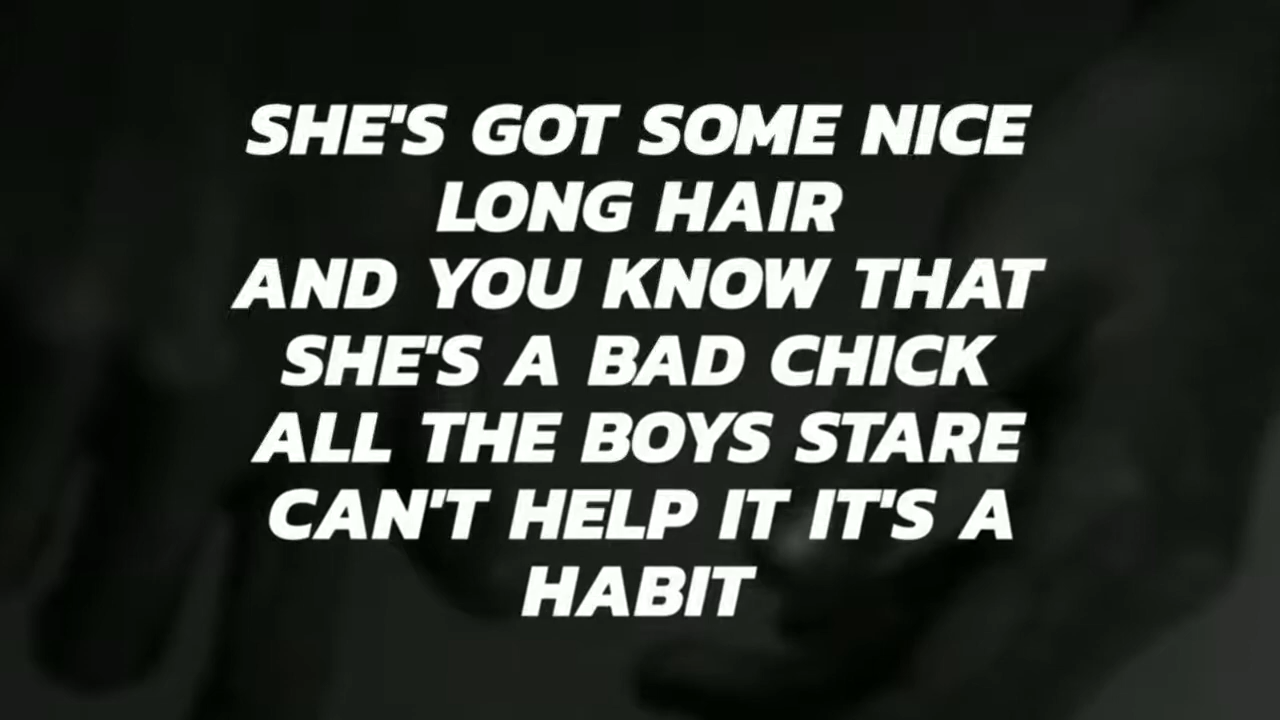 SHE'S GOT SOME NICE
LONG HAIR
AND YOU KNOW THAT
SHE'S A BAD CHICK
ALL THE BOYS STARE
CAN'T HELP IT IT'S A
HABIT